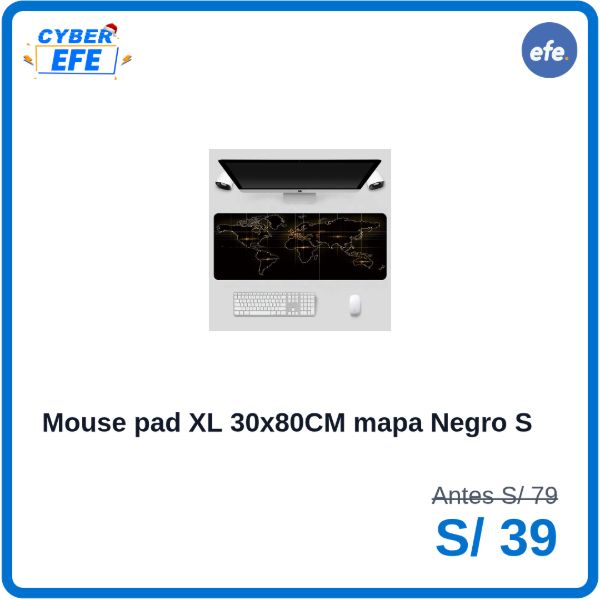 CYBER
EFE
efe.
Mouse pad XL 30x80CM mapa Negro S
Antes S/ 79
S/ 39